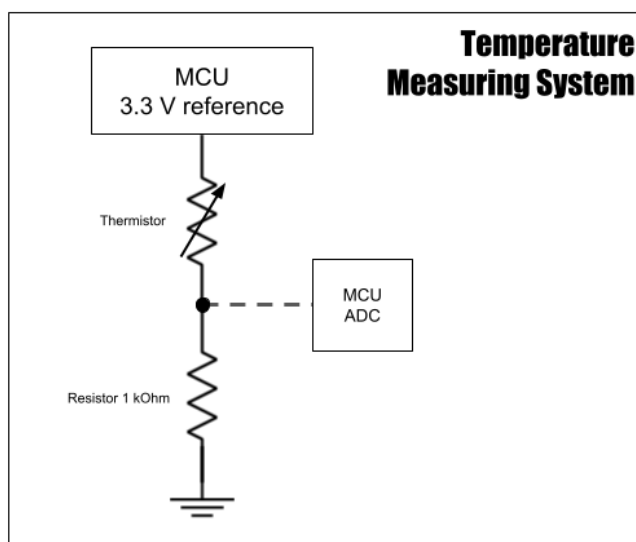 Temperature
Measuring System
MCU
3.3 V reference
Thermistor
MCU
ADC
Resistor 1 kOhm